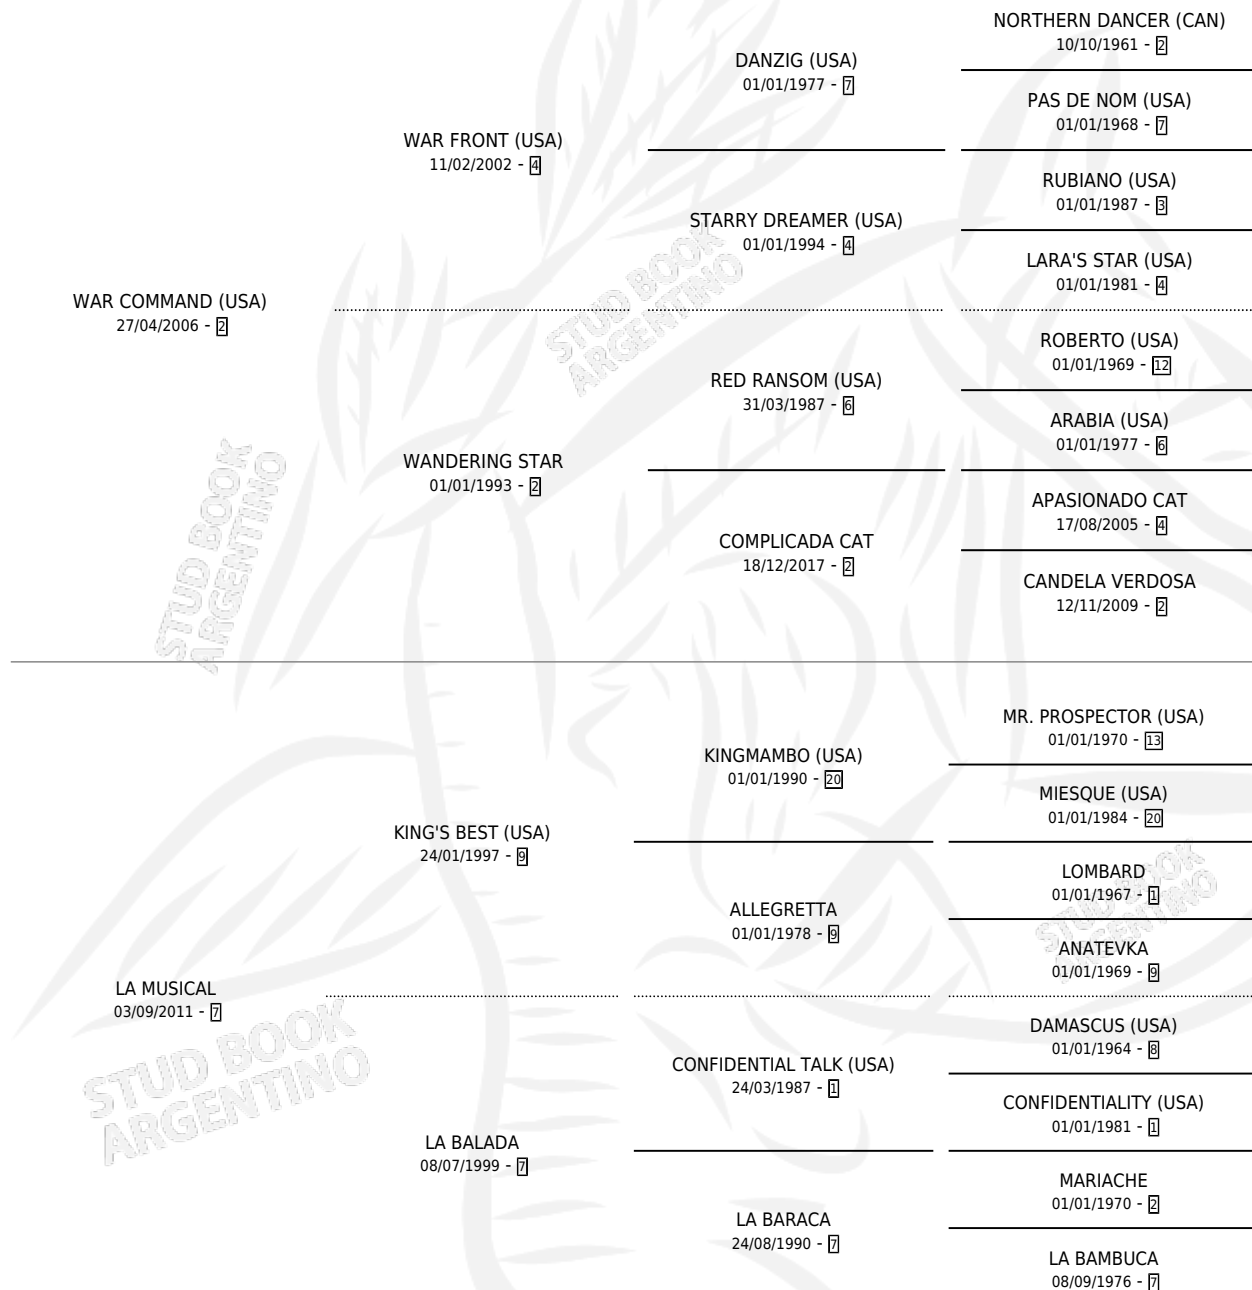 NORTHERN DANCER (CAN)
10/10/1961 - 2
DANZIG (USA)
01/01/1977 - 7
PAS DE NOM (USA)
01/01/1968 - 7
WAR FRONT (USA)
11/02/2002 - 4
RUBIANO (USA)
01/01/1987 - 3
STARRY DREAMER (USA)
01/01/1994 - 4
LARA'S STAR (USA)
01/01/1981 - 4
WAR COMMAND (USA)
27/04/2006 - 2
ROBERTO (USA)
01/01/1969 - 12
RED RANSOM (USA)
31/03/1987 - 6
ARABIA (USA)
01/01/1977 - 6
WANDERING STAR
01/01/1993 - 2
APASIONADO CAT
17/08/2005 - 4
COMPLICADA CAT
18/12/2017 - 2
CANDELA VERDOSA
12/11/2009 - 2
MR. PROSPECTOR (USA)
01/01/1970 - 13
KINGMAMBO (USA)
01/01/1990 - 20
MIESQUE (USA)
01/01/1984 - 20
KING'S BEST (USA)
24/01/1997 - 9
LOMBARD
01/01/1967 - 1
ALLEGRETTA
01/01/1978 - 9
ANATEVKA
01/01/1969 - 9
LA MUSICAL
03/09/2011 - 7
DAMASCUS (USA)
01/01/1964 - 8
CONFIDENTIAL TALK (USA)
24/03/1987 - 1
CONFIDENTIALITY (USA)
01/01/1981 - 1
LA BALADA
08/07/1999 - 7
MARIACHE
01/01/1970 - 2
LA BARACA
24/08/1990 - 7
LA BAMBUCA
08/09/1976 - 7
STUD BOOK
ARGENTINO
STUD BOOK
ARGENTINO
STUD BOOK
ARGENTINO
STUD BOOK
ARGENTINO